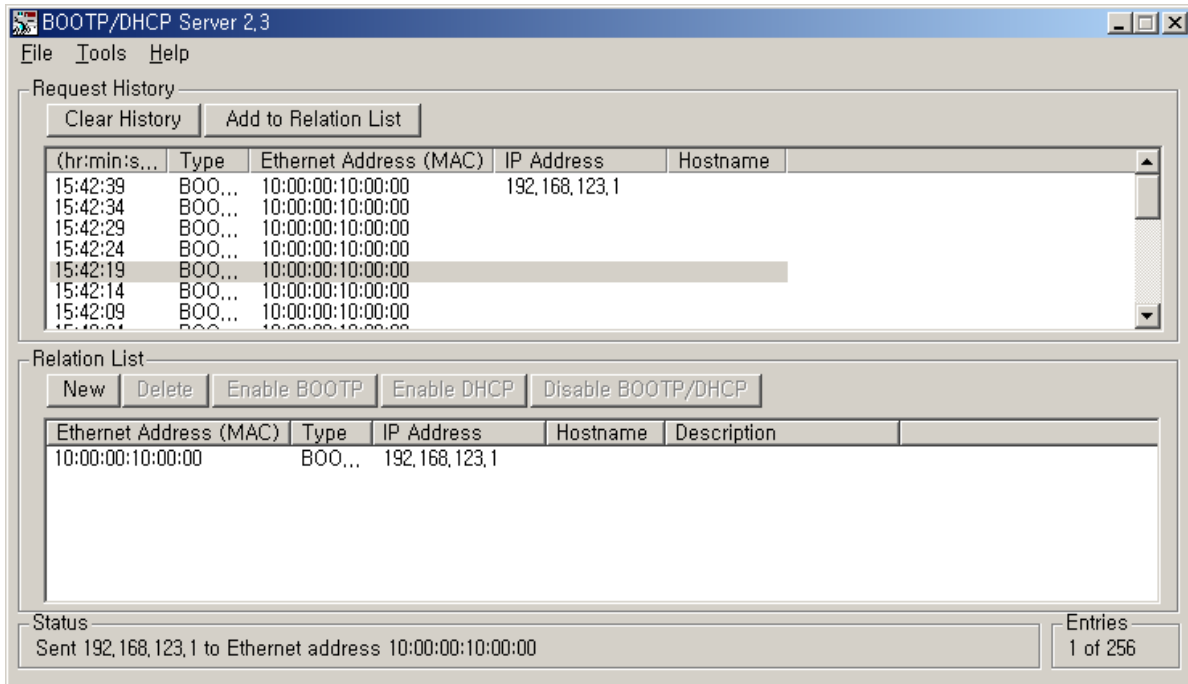 BOOTP/DHCP Server 2,3
File Tools Help
Request History
Clear History Add to Relation List
(hr:min:s... Type Ethernet Address (MAC) IP Address Hostname
15:42:39 BOO... 10:00:00:10:00:00 192,168,123,1
15:42:34 BOO... 10:00:00:10:00:00
15:42:29 BOO... 10:00:00:10:00:00
15:42:24 BOO... 10:00:00:10:00:00
15:42:19 BOO... 10:00:00:10:00:00
15:42:14 BOO... 10:00:00:10:00:00
15:42:09 BOO... 10:00:00:10:00:00
Relation List
New Delete Enable BOOTP Enable DHCP Disable BOOTP/DHCP
Ethernet Address (MAC) Type IP Address Hostname Description
10:00:00:10:00:00 BOO... 192,168,123,1
Status Entries
Sent 192,168,123,1 to Ethernet address 10:00:00:10:00:00 1 of 256